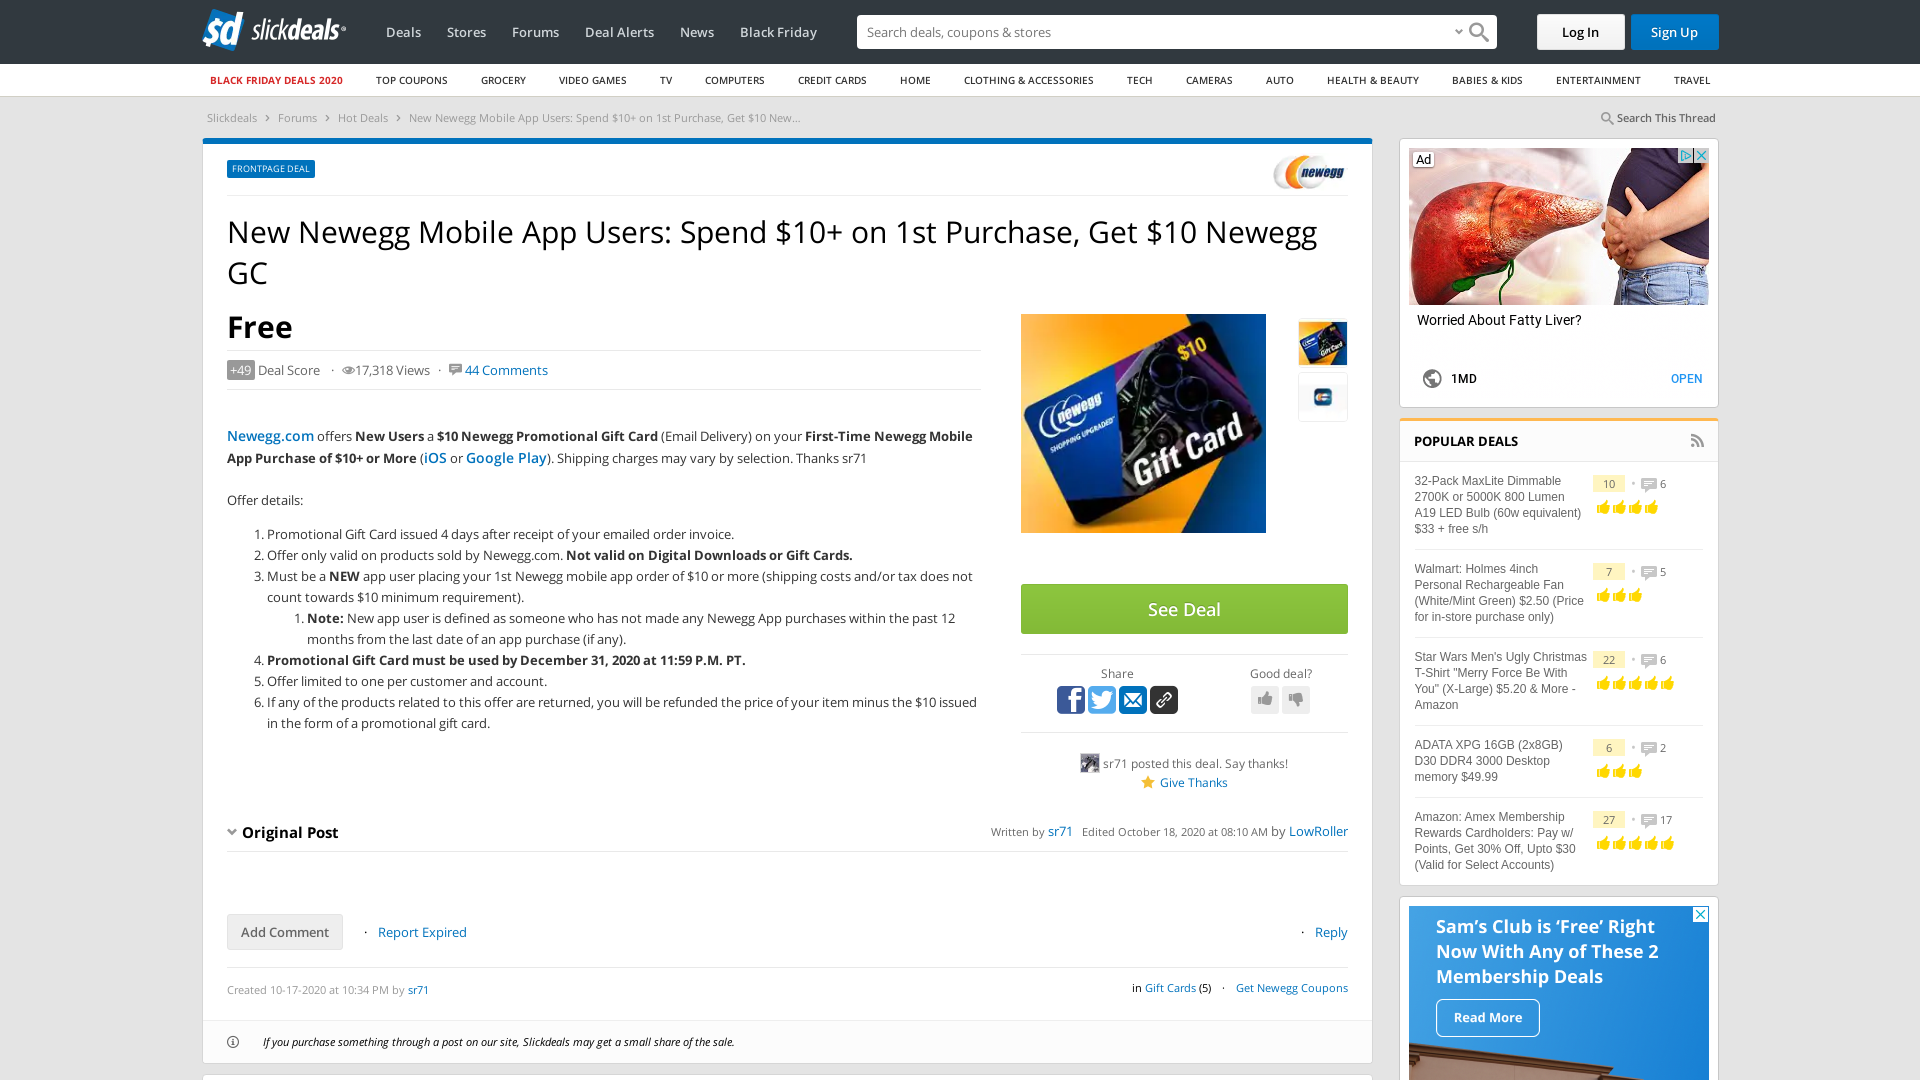 sd slickdeals
Deals Stores Forums Deal Alerts News Black Friday
Search deals, coupons & stores
Log In
Sign Up
BLACK FRIDAY DEALS 2020 TOP COUPONS GROCERY VIDEO GAMES TV COMPUTERS CREDIT CARDS HOME CLOTHING & ACCESSORIES TECH CAMERAS AUTO HEALTH & BEAUTY BABIES & KIDS ENTERTAINMENT TRAVEL
Slickdeals > Forums > Hot Deals > New Newegg Mobile App Users: Spend $10+ on 1st Purchase, Get $10 New...
Search This Thread
FRONTPAGE DEAL
newegg
New Newegg Mobile App Users: Spend $10+ on 1st Purchase, Get $10 Newegg
GC
Free
+49 Deal Score · 17,318 Views · 44 Comments
Newegg.com offers New Users a $10 Newegg Promotional Gift Card (Email Delivery) on your First-Time Newegg Mobile
App Purchase of $10+ or More (iOS or Google Play). Shipping charges may vary by selection. Thanks sr71
Offer details:
1. Promotional Gift Card issued 4 days after receipt of your emailed order invoice.
2. Offer only valid on products sold by Newegg.com. Not valid on Digital Downloads or Gift Cards.
3. Must be a NEW app user placing your 1st Newegg mobile app order of $10 or more (shipping costs and/or tax does not
count towards $10 minimum requirement).
1. Note: New app user is defined as someone who has not made any Newegg App purchases within the past 12
months from the last date of an app purchase (if any).
4. Promotional Gift Card must be used by December 31, 2020 at 11:59 P.M. PT.
5. Offer limited to one per customer and account.
6. If any of the products related to this offer are returned, you will be refunded the price of your item minus the $10 issued
in the form of a promotional gift card.
$10
newegg
SHOPPING UPGRADED
Gift Card
See Deal
Share
Good deal?
sr71 posted this deal. Say thanks!
Give Thanks
Original Post
Written by sr71 Edited October 18, 2020 at 08:10 AM by LowRoller
Add Comment
· Report Expired
· Reply
Created 10-17-2020 at 10:34 PM by sr71
in Gift Cards (5) · Get Newegg Coupons
If you purchase something through a post on our site, Slickdeals may get a small share of the sale.
Ad
Worried About Fatty Liver?
1MD
OPEN
POPULAR DEALS
32-Pack MaxLite Dimmable
2700K or 5000K 800 Lumen
A19 LED Bulb (60w equivalent)
$33 + free s/h
10 • 6
Walmart: Holmes 4inch
Personal Rechargeable Fan
(White/Mint Green) $2.50 (Price
for in-store purchase only)
7 • 5
Star Wars Men's Ugly Christmas
T-Shirt "Merry Force Be With
You" (X-Large) $5.20 & More -
Amazon
22 • 6
ADATA XPG 16GB (2x8GB)
D30 DDR4 3000 Desktop
memory $49.99
6 • 2
Amazon: Amex Membership
Rewards Cardholders: Pay w/
Points, Get 30% Off, Upto $30
(Valid for Select Accounts)
27 • 17
Sam's Club is ‘Free’ Right
Now With Any of These 2
Membership Deals
Read More